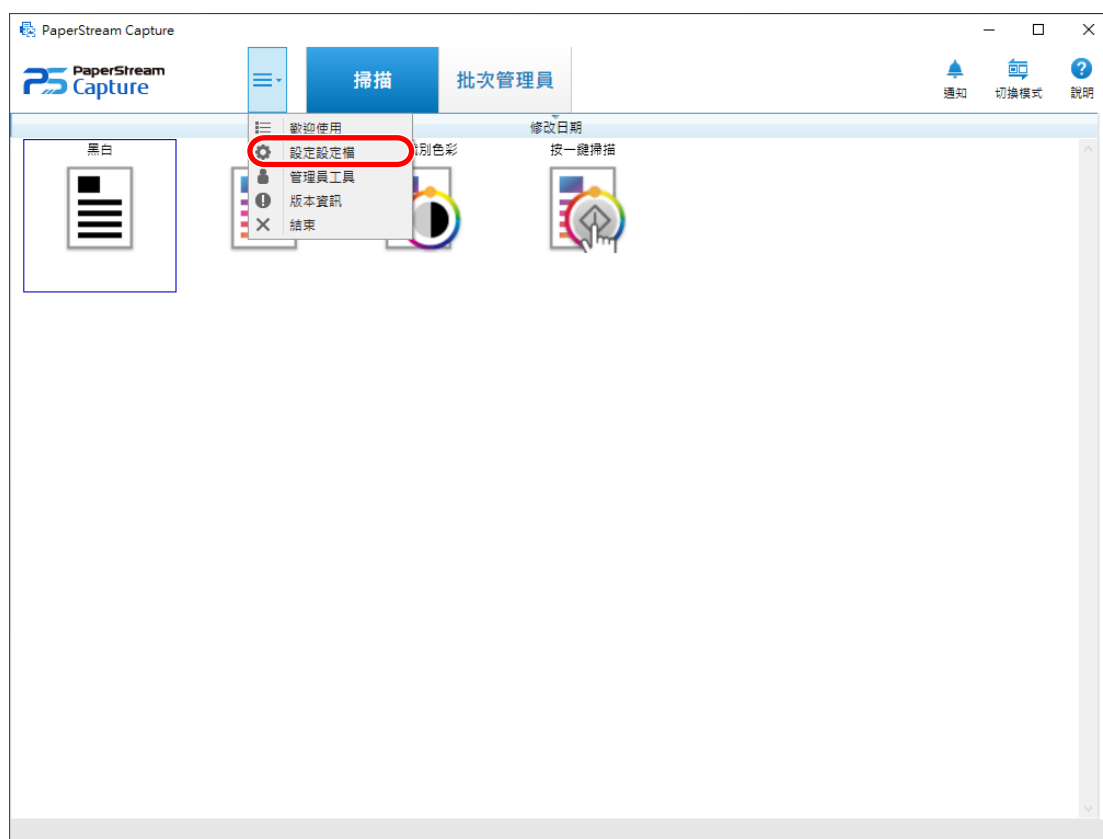 PaperStream Capture
PaperStream
Capture
掃描
批次管理員
通知
切換模式
說明
修改日期
歡迎使用
設定設定檔
管理員工具
版本資訊
結束
黑白
別色彩
按一鍵掃描